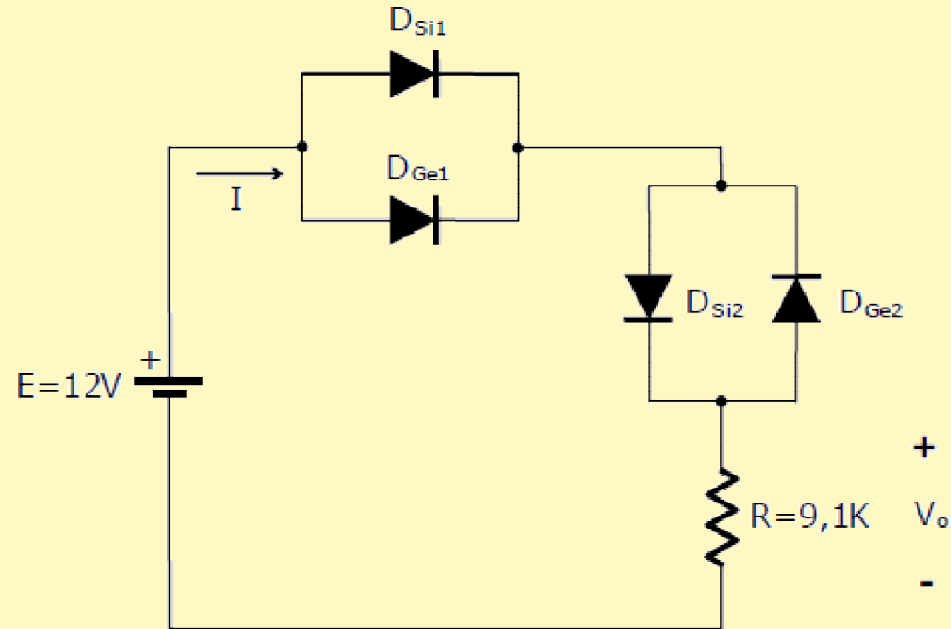 DSi1
DGe1
I
DSi2
DGe2
+
E=12V
+
R=9,1K
Vo
-